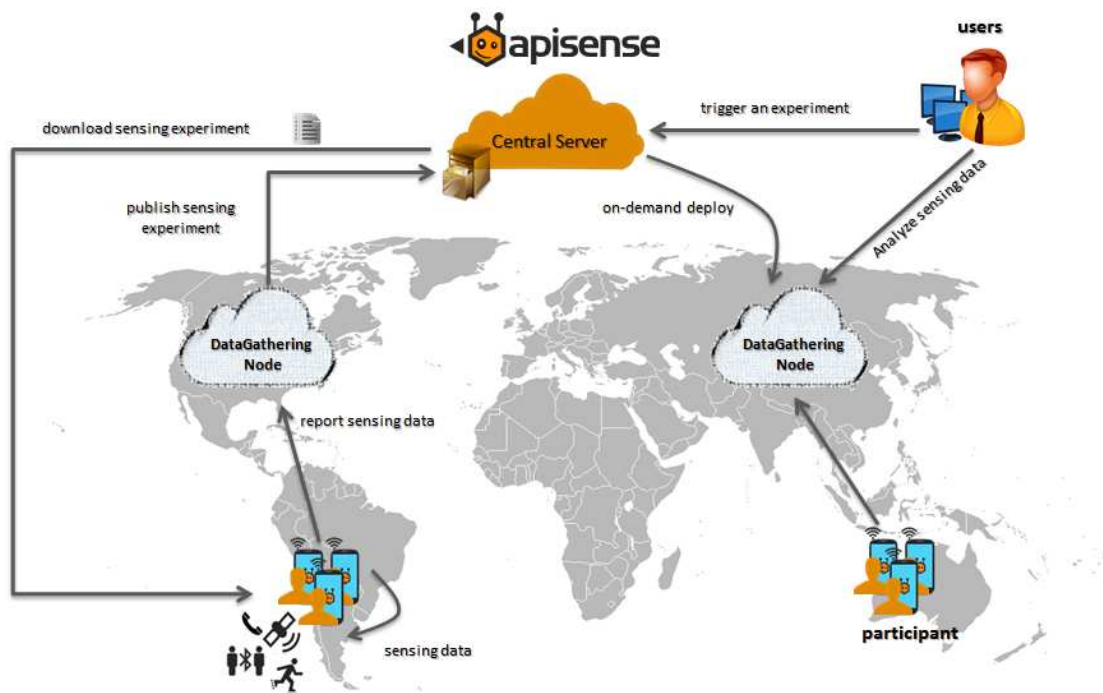 apisense
users
trigger an experiment
download sensing experiment
Central Server
publish sensing
experiment
on-demand deploy
Analyze sensing data
DataGathering
Node
DataGathering
Node
report sensing data
sensing data
participant